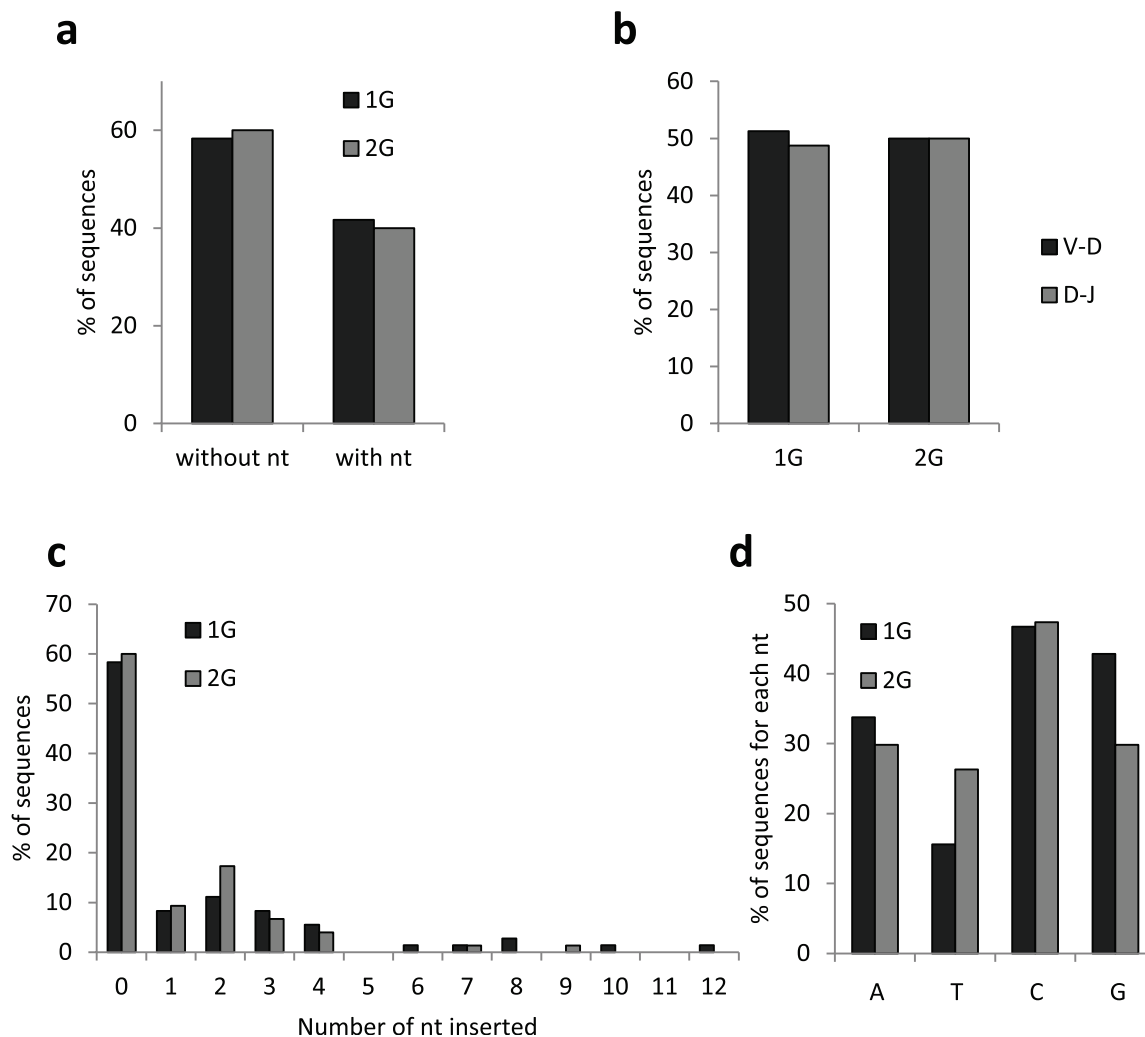 a
% of sequences
60
40
20
0
1G
2G
without nt
with nt
b
% of sequences
60
50
40
30
20
10
0
1G
2G
V-D
D-J
c
% of sequences
70
60
50
40
30
20
10
0
1G
2G
0 1 2 3 4 5 6 7 8 9 10 11 12
Number of nt inserted
d
% of sequences for each nt
50
40
30
20
10
0
1G
2G
A T C G